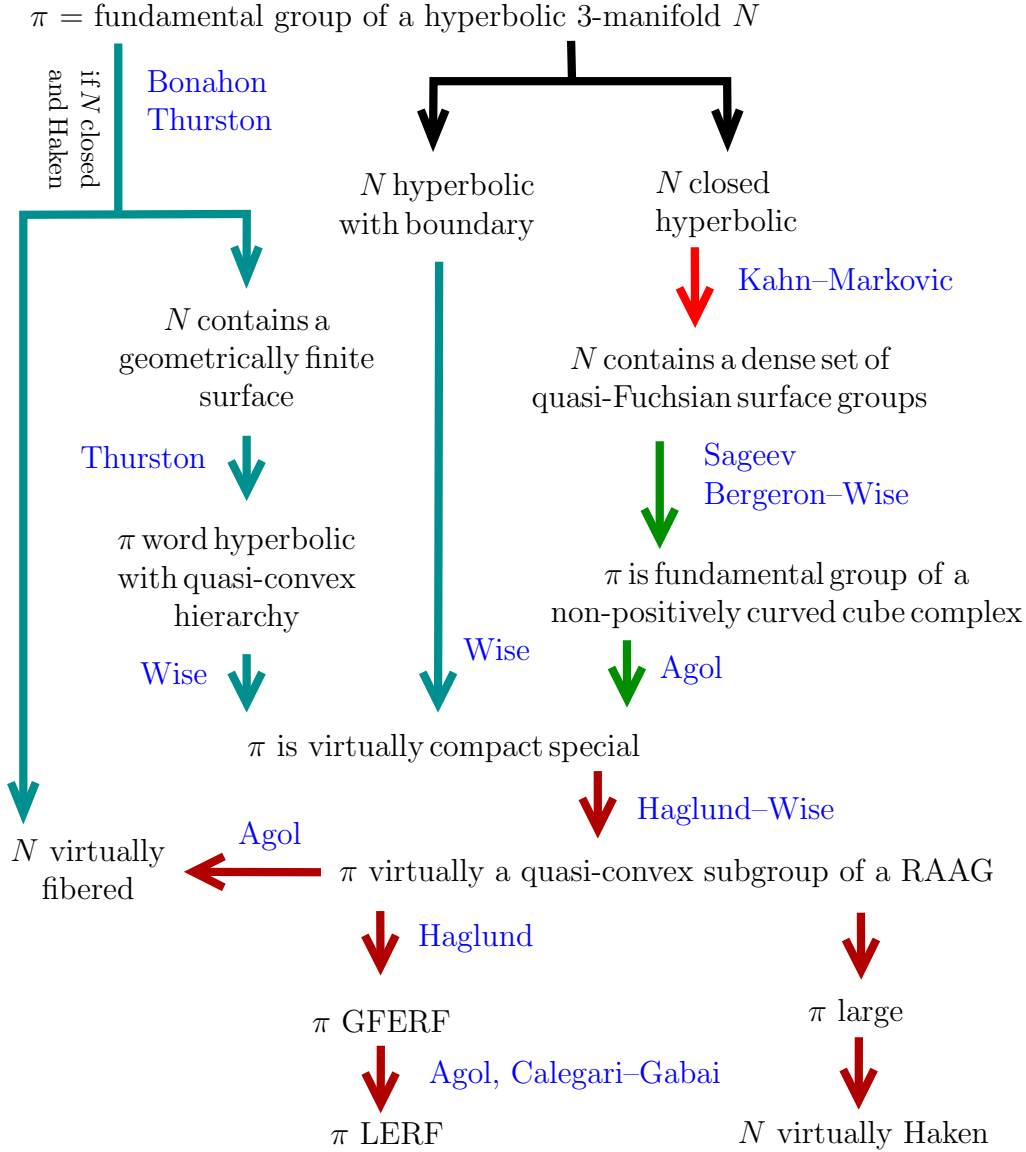 π = fundamental group of a hyperbolic 3-manifold N
if N closed
and Haken
Bonahon
Thurston
N hyperbolic
with boundary
N closed
hyperbolic
Kahn–Markovic
N contains a
geometrically finite
surface
N contains a dense set of
quasi-Fuchsian surface groups
Thurston
Sageev
Bergeron–Wise
π word hyperbolic
with quasi-convex
hierarchy
π is fundamental group of a
non-positively curved cube complex
Wise
Wise
Agol
π is virtually compact special
Haglund–Wise
N virtually
fibered
Agol
π virtually a quasi-convex subgroup of a RAAG
Haglund
π GFERF
π large
Agol, Calegari–Gabai
π LERF
N virtually Haken